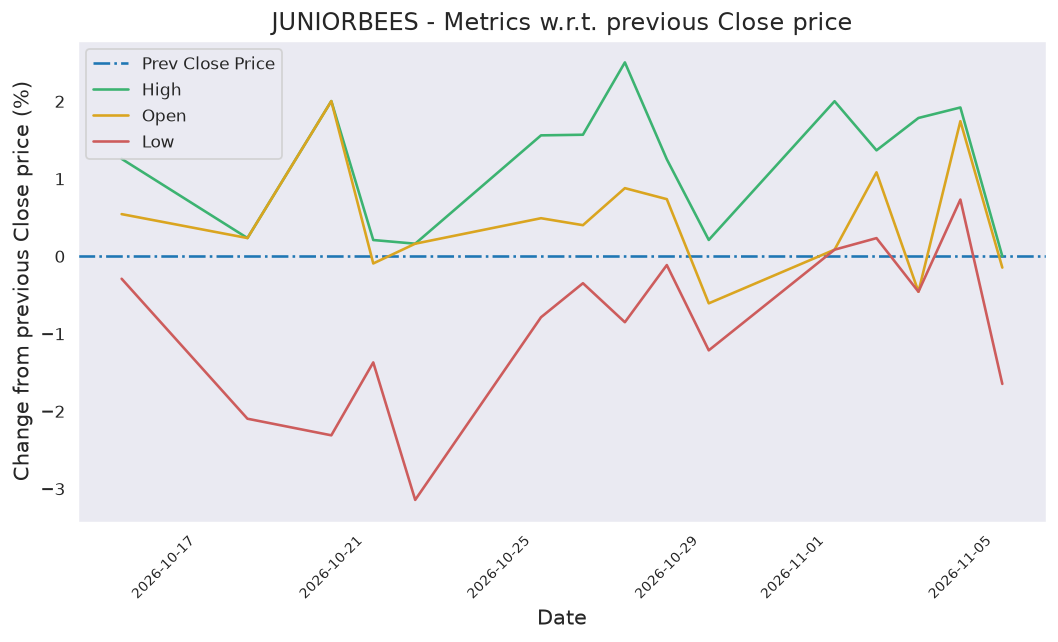 JUNIORBEES - Metrics w.r.t. previous Close price
Prev Close Price
High
Open
Low
Change from previous Close price (%)
2
1
0
−1
−2
−3
2026-10-17
2026-10-21
2026-10-25
2026-10-29
2026-11-01
2026-11-05
Date